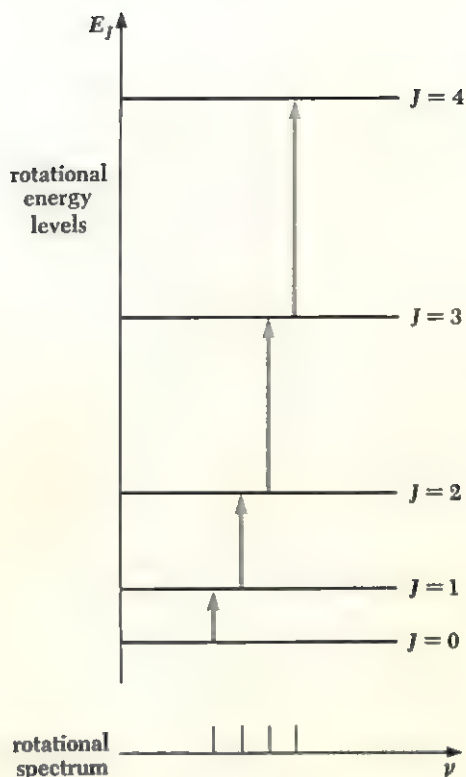 E_J
J = 4
rotational
energy
levels
J = 3
J = 2
J = 1
J = 0
rotational
spectrum
ν